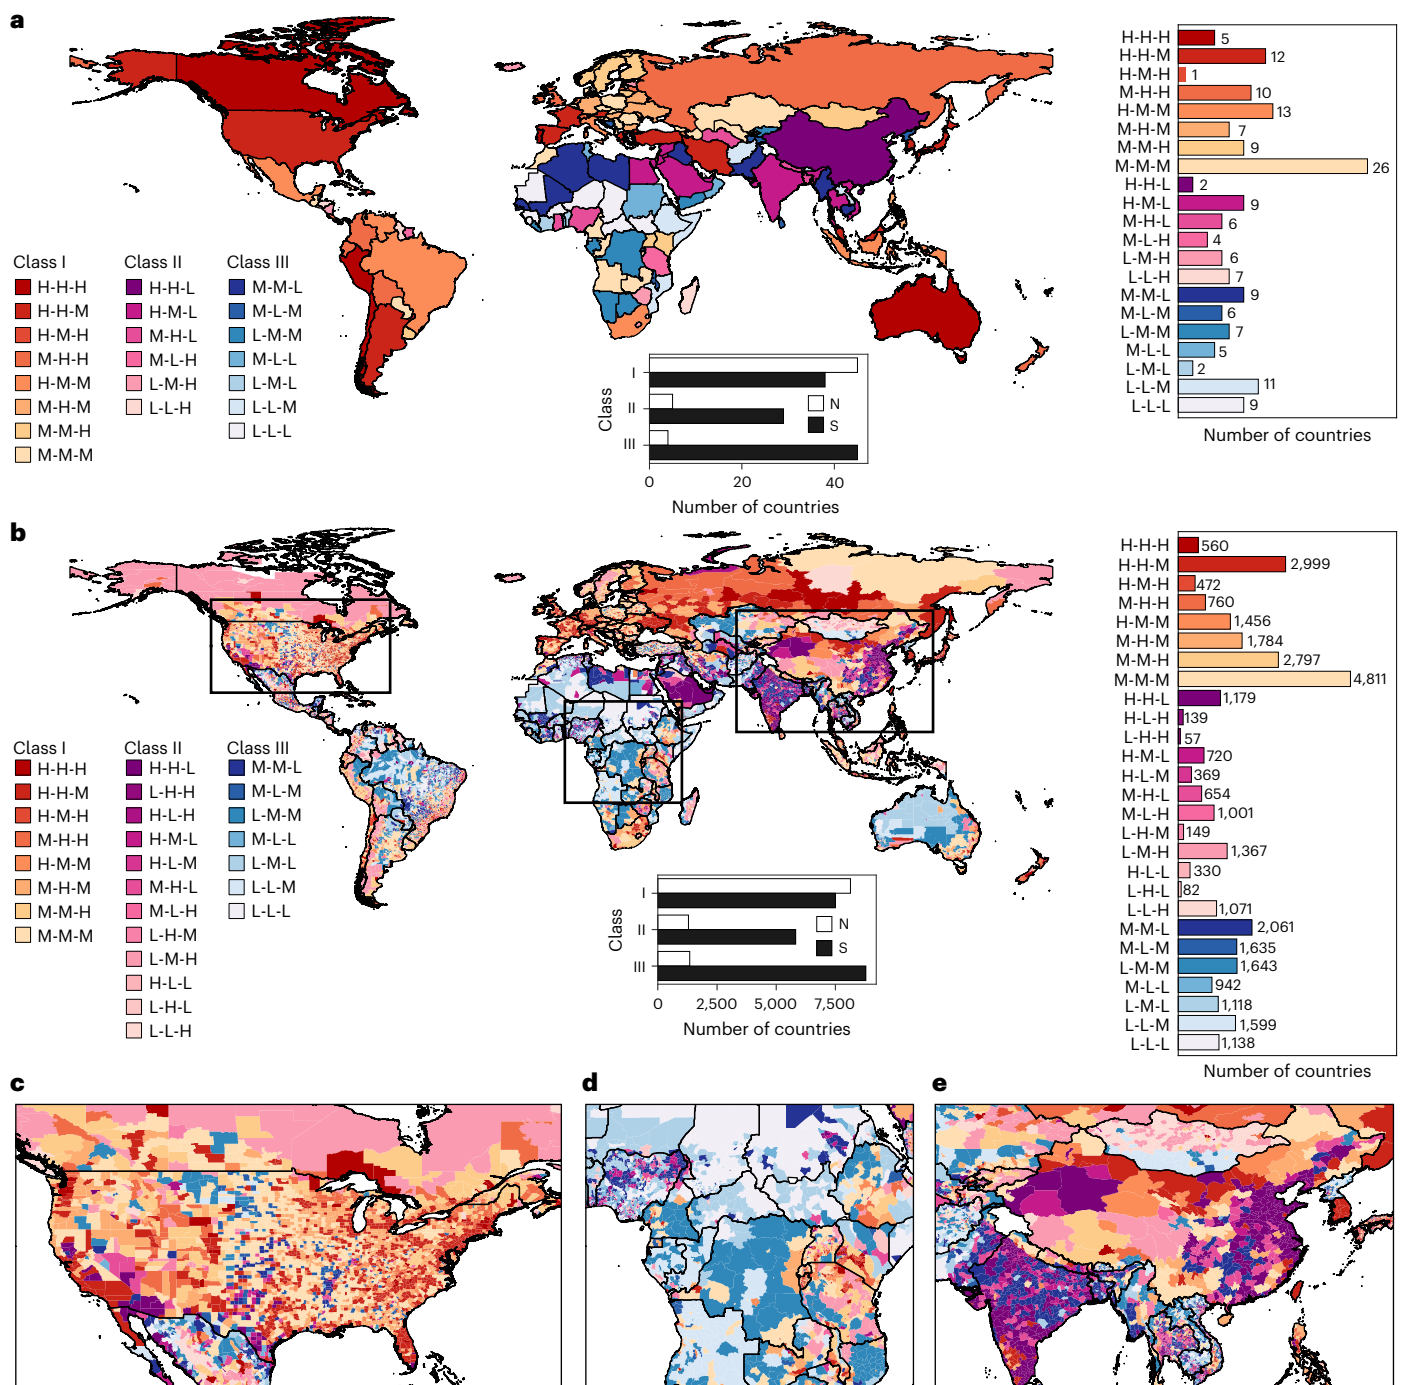 a
H-H-H 5
H-H-M 12
H-M-H 1
M-H-H 10
H-M-M 13
M-H-M 7
M-M-H 9
M-M-M 26
H-H-L 2
H-M-L 9
M-H-L 6
M-L-H 4
L-M-H 6
L-L-H 7
M-M-L 9
M-L-M 6
L-M-M 7
M-L-L 5
L-M-L 2
L-L-M 11
L-L-L 9
Number of countries
Class I Class II Class III
H-H-H H-H-L M-M-L
H-H-M H-M-L M-L-M
H-M-H M-H-L L-M-M
M-H-H M-L-H M-L-L
H-M-M L-M-H L-M-L
M-H-M L-L-H L-L-M
M-M-H L-L-L
M-M-M
Class
I
II
III
N
S
0 20 40
Number of countries
b
H-H-H 560
H-H-M 2,999
H-M-H 472
M-H-H 760
H-M-M 1,456
M-H-M 1,784
M-M-H 2,797
M-M-M 4,811
H-H-L 1,179
H-L-H 139
L-H-H 57
H-M-L 720
H-L-M 369
M-H-L 654
M-L-H 1,001
L-H-M 149
L-M-H 1,367
H-L-L 330
L-H-L 82
L-L-H 1,071
M-M-L 2,061
M-L-M 1,635
L-M-M 1,643
M-L-L 942
L-M-L 1,118
L-L-M 1,599
L-L-L 1,138
Number of countries
Class I Class II Class III
H-H-H H-H-L M-M-L
H-H-M L-H-H M-L-M
H-M-H H-L-H L-M-M
M-H-H H-M-L M-L-L
H-M-M H-L-M L-M-L
M-H-M M-H-L L-L-M
M-M-H M-L-H L-L-L
M-M-M L-H-M
L-M-H
H-L-L
L-H-L
L-L-H
Class
I
II
III
N
S
0 2,500 5,000 7,500
Number of countries
c
d
e